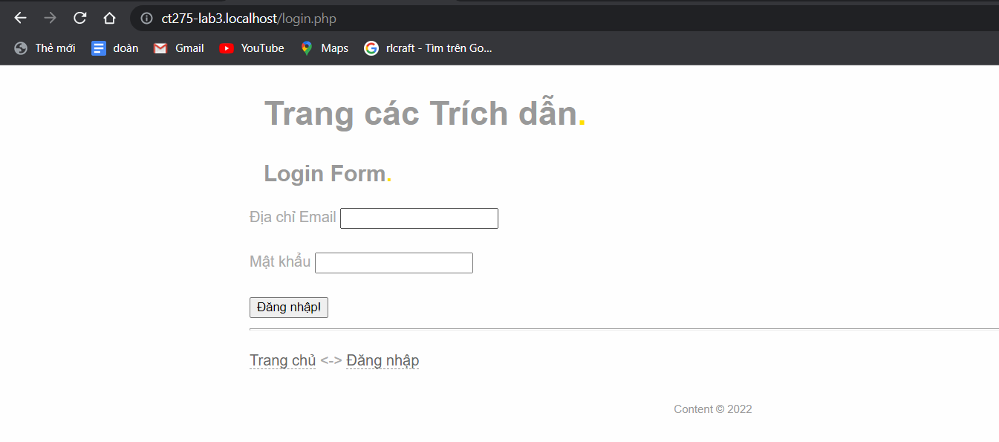 ct275-lab3.localhost/login.php
Thẻ mới doàn Gmail YouTube Maps rlcraft - Tìm trên Go...
Trang các Trích dẫn.
Login Form.
Địa chỉ Email
Mật khẩu
Đăng nhập!
Trang chủ <-> Đăng nhập
Content © 2022